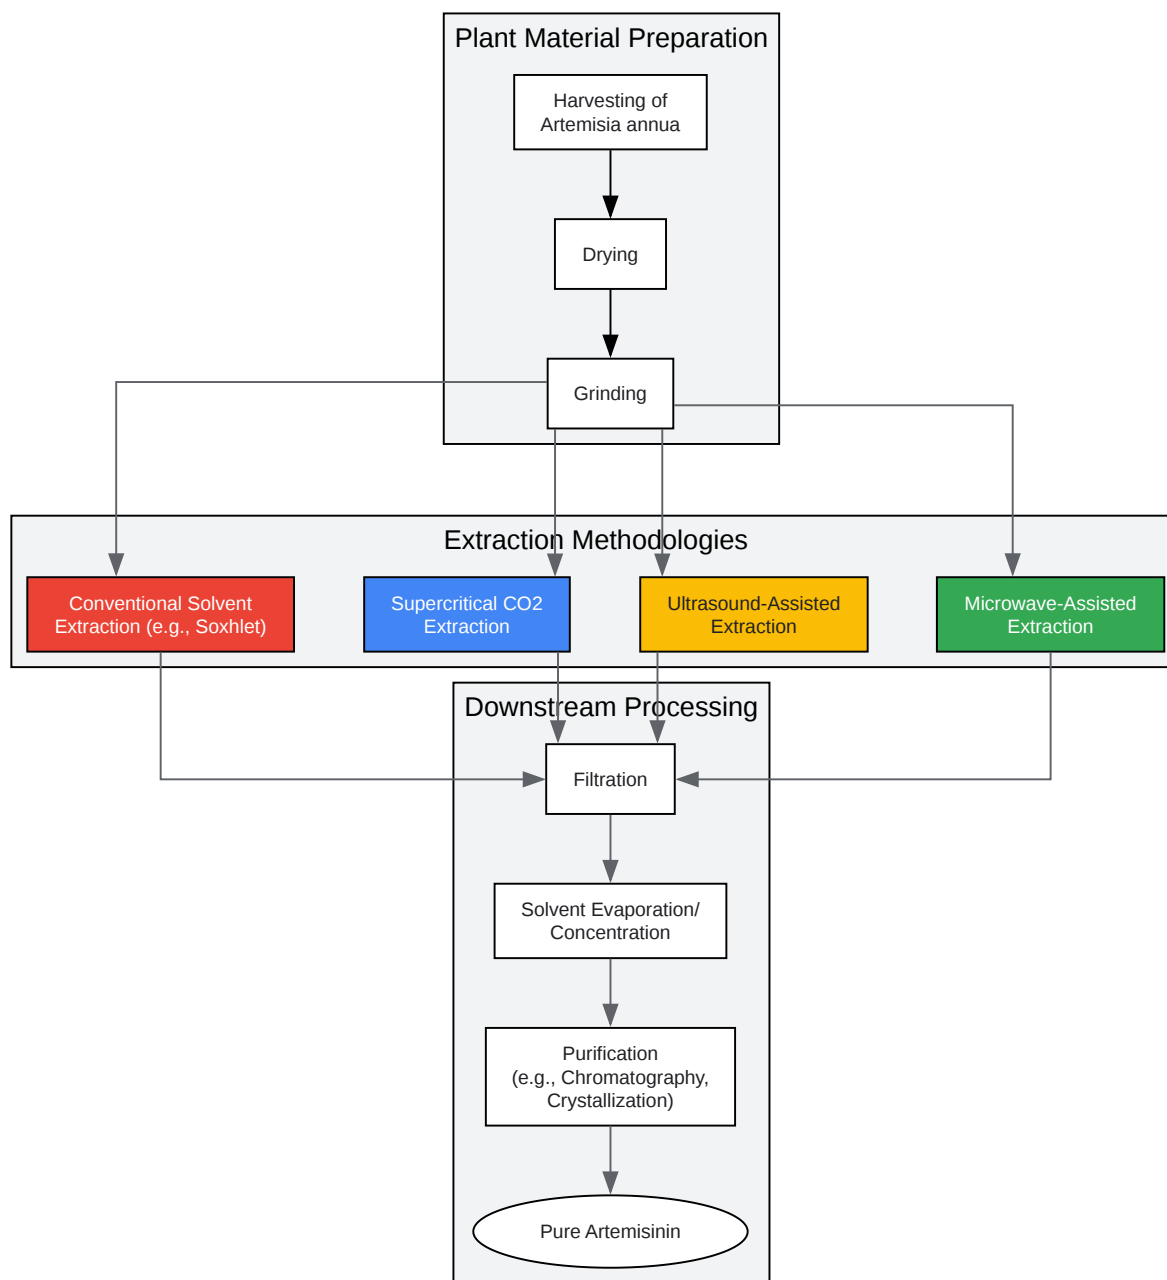 Plant Material Preparation
Harvesting of
Artemisia annua
Drying
Grinding
Extraction Methodologies
Conventional Solvent
Extraction (e.g., Soxhlet)
Supercritical CO2
Extraction
Ultrasound-Assisted
Extraction
Microwave-Assisted
Extraction
Downstream Processing
Filtration
Solvent Evaporation/
Concentration
Purification
(e.g., Chromatography,
Crystallization)
Pure Artemisinin